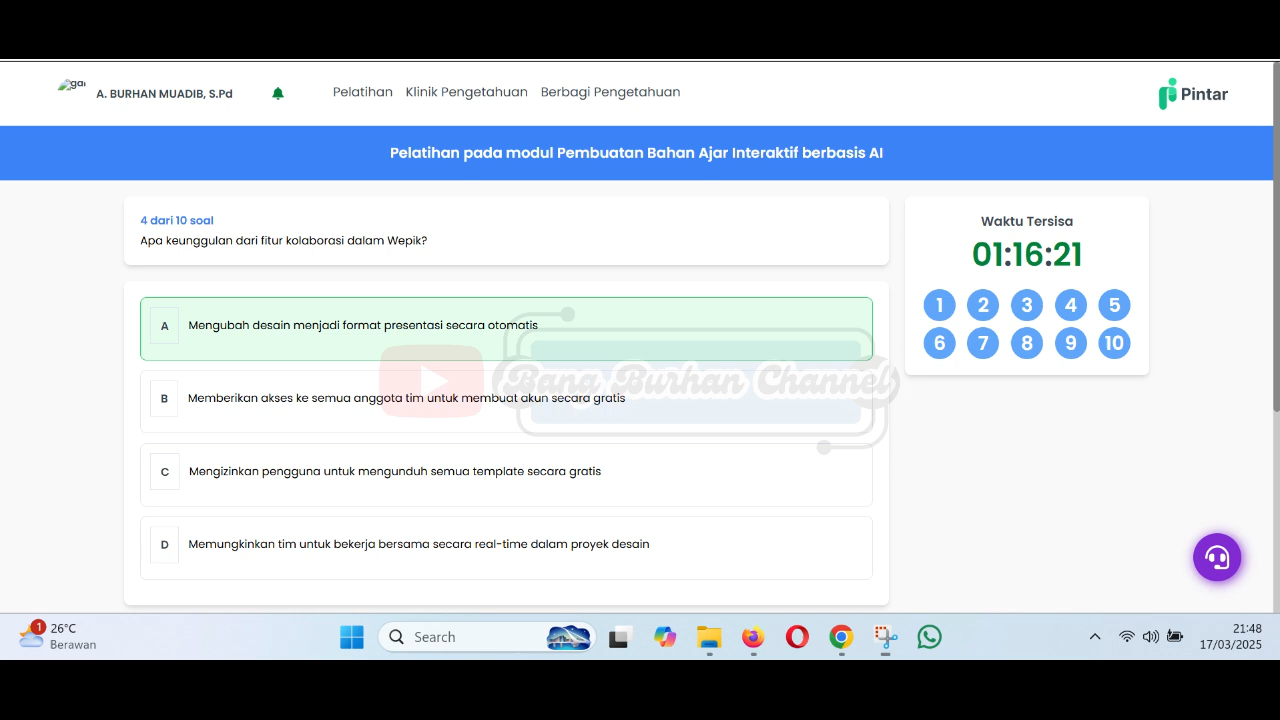 gar
A. BURHAN MUADIB, S.Pd
Pelatihan
Klinik Pengetahuan
Berbagi Pengetahuan
Pintar
Pelatihan pada modul Pembuatan Bahan Ajar Interaktif berbasis AI
4 dari 10 soal
Apa keunggulan dari fitur kolaborasi dalam Wepik?
A
Mengubah desain menjadi format presentasi secara otomatis
B
Memberikan akses ke semua anggota tim untuk membuat akun secara gratis
C
Mengizinkan pengguna untuk mengunduh semua template secara gratis
D
Memungkinkan tim untuk bekerja bersama secara real-time dalam proyek desain
Bang Burhan Channel
Waktu Tersisa
01:16:21
1 2 3 4 5
6 7 8 9 10
1
26°C
Berawan
Search
21:48
17/03/2025